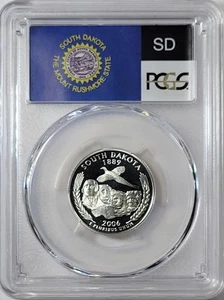 SOUTH DAKOTA
THE MOUNT RUSHMORE STATE
SD
PCGS
SOUTH DAKOTA
1889
2006
E PLURIBUS UNUM